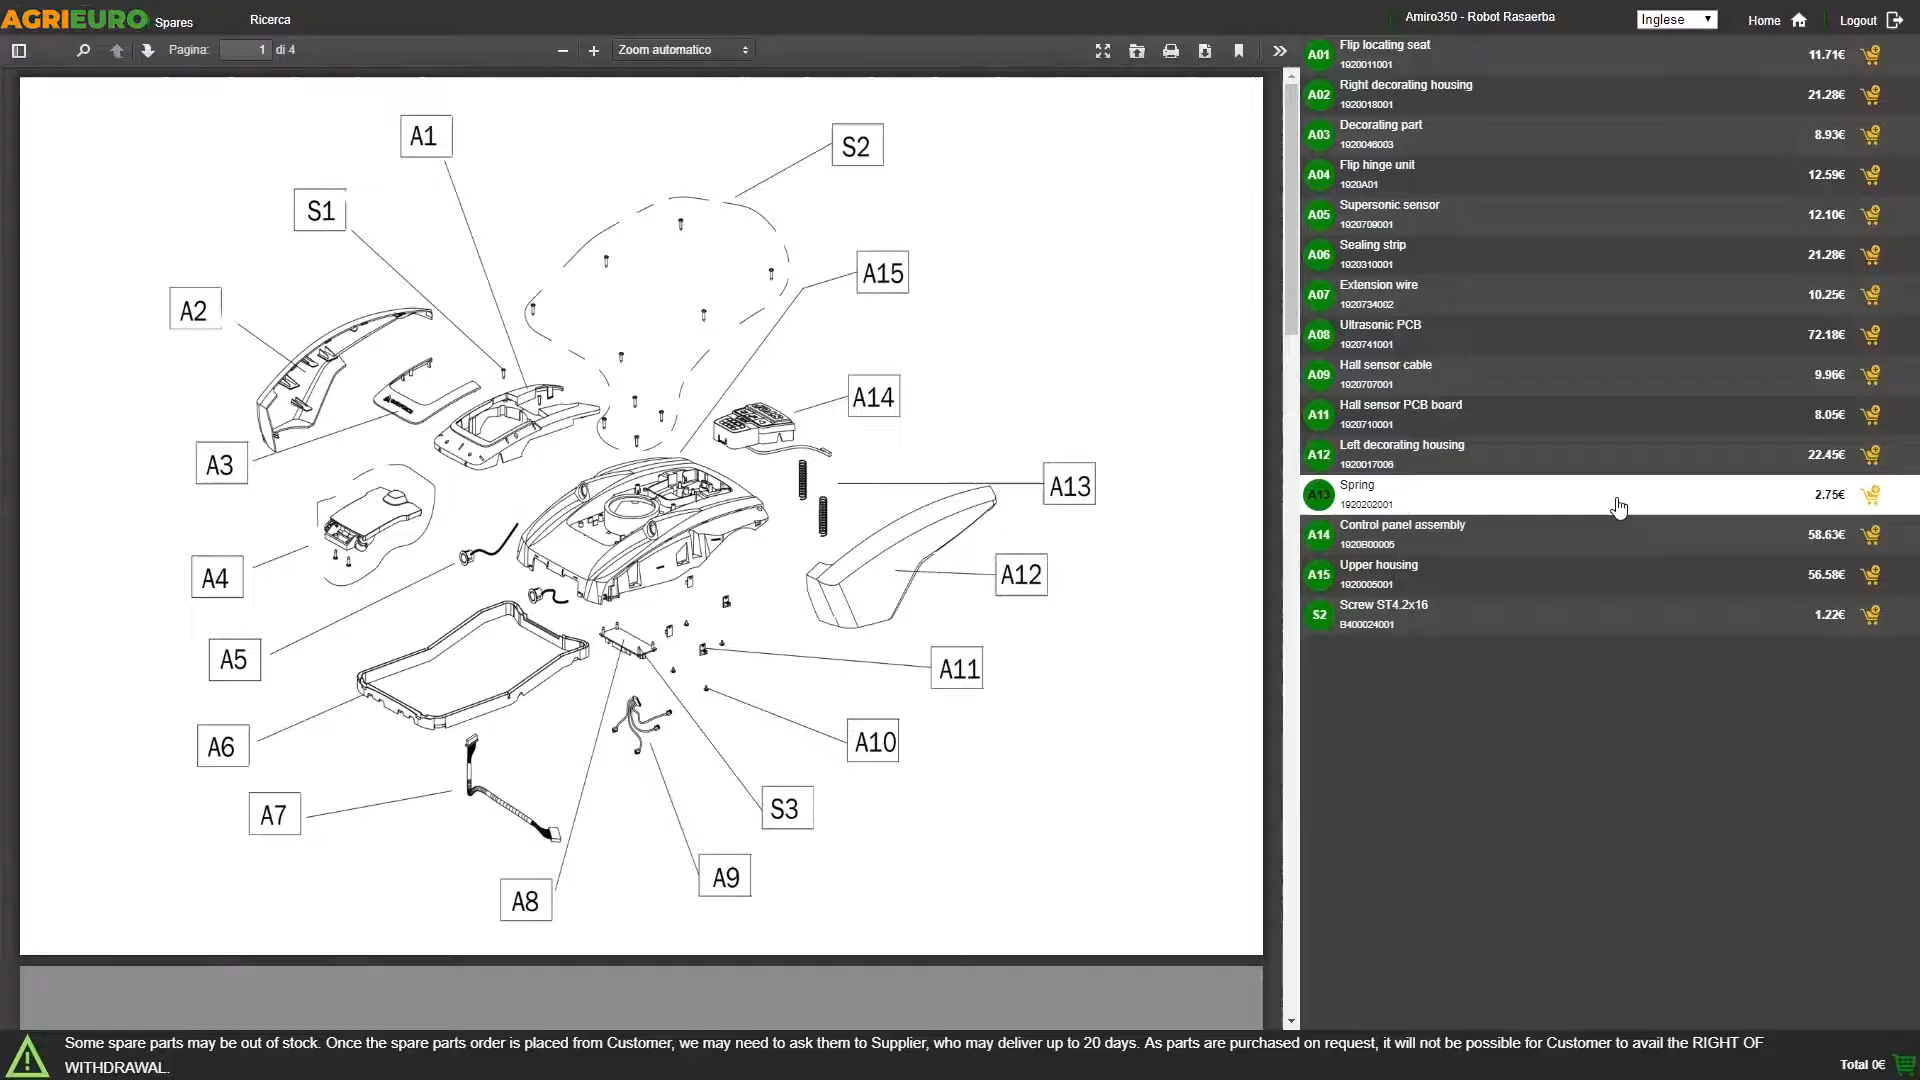 AGRIEURO Spares
Ricerca
Amiro350 - Robot Rasaerba
Inglese
Home
Logout
Pagina: 1 di 4
Zoom automatico
A1
S2
S1
A15
A2
A14
A3
A13
A4
A12
A5
A11
A6
A10
A7
S3
A9
A8
A01 Flip locating seat 11.71€
1920011001
A02 Right decorating housing 21.28€
1920018001
A03 Decorating part 8.93€
1920046003
A04 Flip hinge unit 12.59€
1920A01
A05 Supersonic sensor 12.10€
1920709001
A06 Sealing strip 21.28€
1920310001
A07 Extension wire 10.25€
1920734002
A08 Ultrasonic PCB 72.18€
1920741001
A09 Hall sensor cable 9.96€
1920707001
A11 Hall sensor PCB board 8.05€
1920710001
A12 Left decorating housing 22.45€
1920017006
A13 Spring 2.75€
1920202001
A14 Control panel assembly 58.63€
1920B00005
A15 Upper housing 56.58€
1920005001
S2 Screw ST4.2x16 1.22€
B400024001
Some spare parts may be out of stock. Once the spare parts order is placed from Customer, we may need to ask them to Supplier, who may deliver up to 20 days. As parts are purchased on request, it will not be possible for Customer to avail the RIGHT OF
WITHDRAWAL.
Total 0€